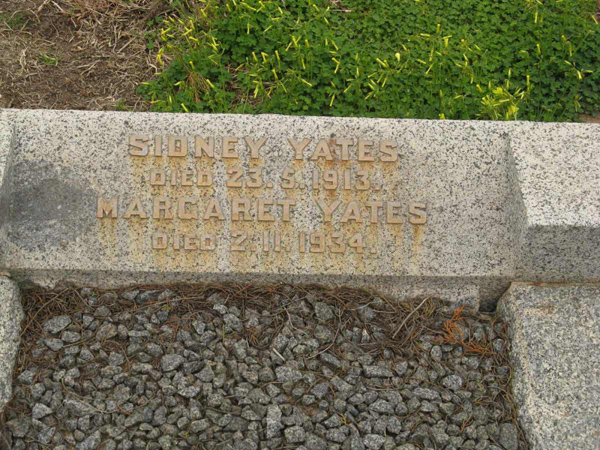 SIDNEY YATES
DIED 23.5.1913.
MARGARET YATES
DIED 2.11.1934.